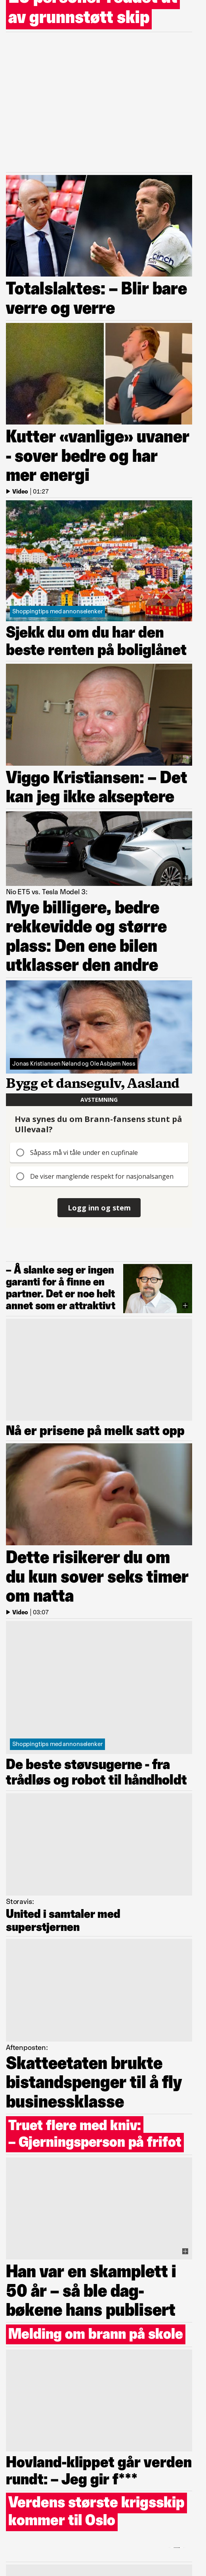 av grunnstøtt skip
cinch
Totalslaktes: – Blir bare
verre og verre
Kutter «vanlige» uvaner
- sover bedre og har
mer energi
Video | 01:27
Shoppingtips med annonselenker
Sjekk du om du har den
beste renten på boliglånet
Viggo Kristiansen: – Det
kan jeg ikke akseptere
Nio ET5 vs. Tesla Model 3:
Mye billigere, bedre
rekkevidde og større
plass: Den ene bilen
utklasser den andre
Jonas Kristiansen Nøland og Ole Asbjørn Ness
Bygg et dansegulv, Aasland
AVSTEMNING
Hva synes du om Brann-fansens stunt på
Ullevaal?
Såpass må vi tåle under en cupfinale
De viser manglende respekt for nasjonalsangen
Logg inn og stem
– Å slanke seg er ingen
garanti for å finne en
partner. Det er noe helt
annet som er attraktivt
Nå er prisene på melk satt opp
Dette risikerer du om
du kun sover seks timer
om natta
Video | 03:07
Shoppingtips med annonselenker
De beste støvsugerne - fra
trådløs og robot til håndholdt
Storavis:
United i samtaler med
superstjernen
Aftenposten:
Skatteetaten brukte
bistandspenger til å fly
businessklasse
Truet flere med kniv:
– Gjerningsperson på frifot
Han var en skamplett i
50 år – så ble dag-
bøkene hans publisert
Melding om brann på skole
Hovland-klippet går verden
rundt: – Jeg gir f***
Verdens største krigsskip
kommer til Oslo